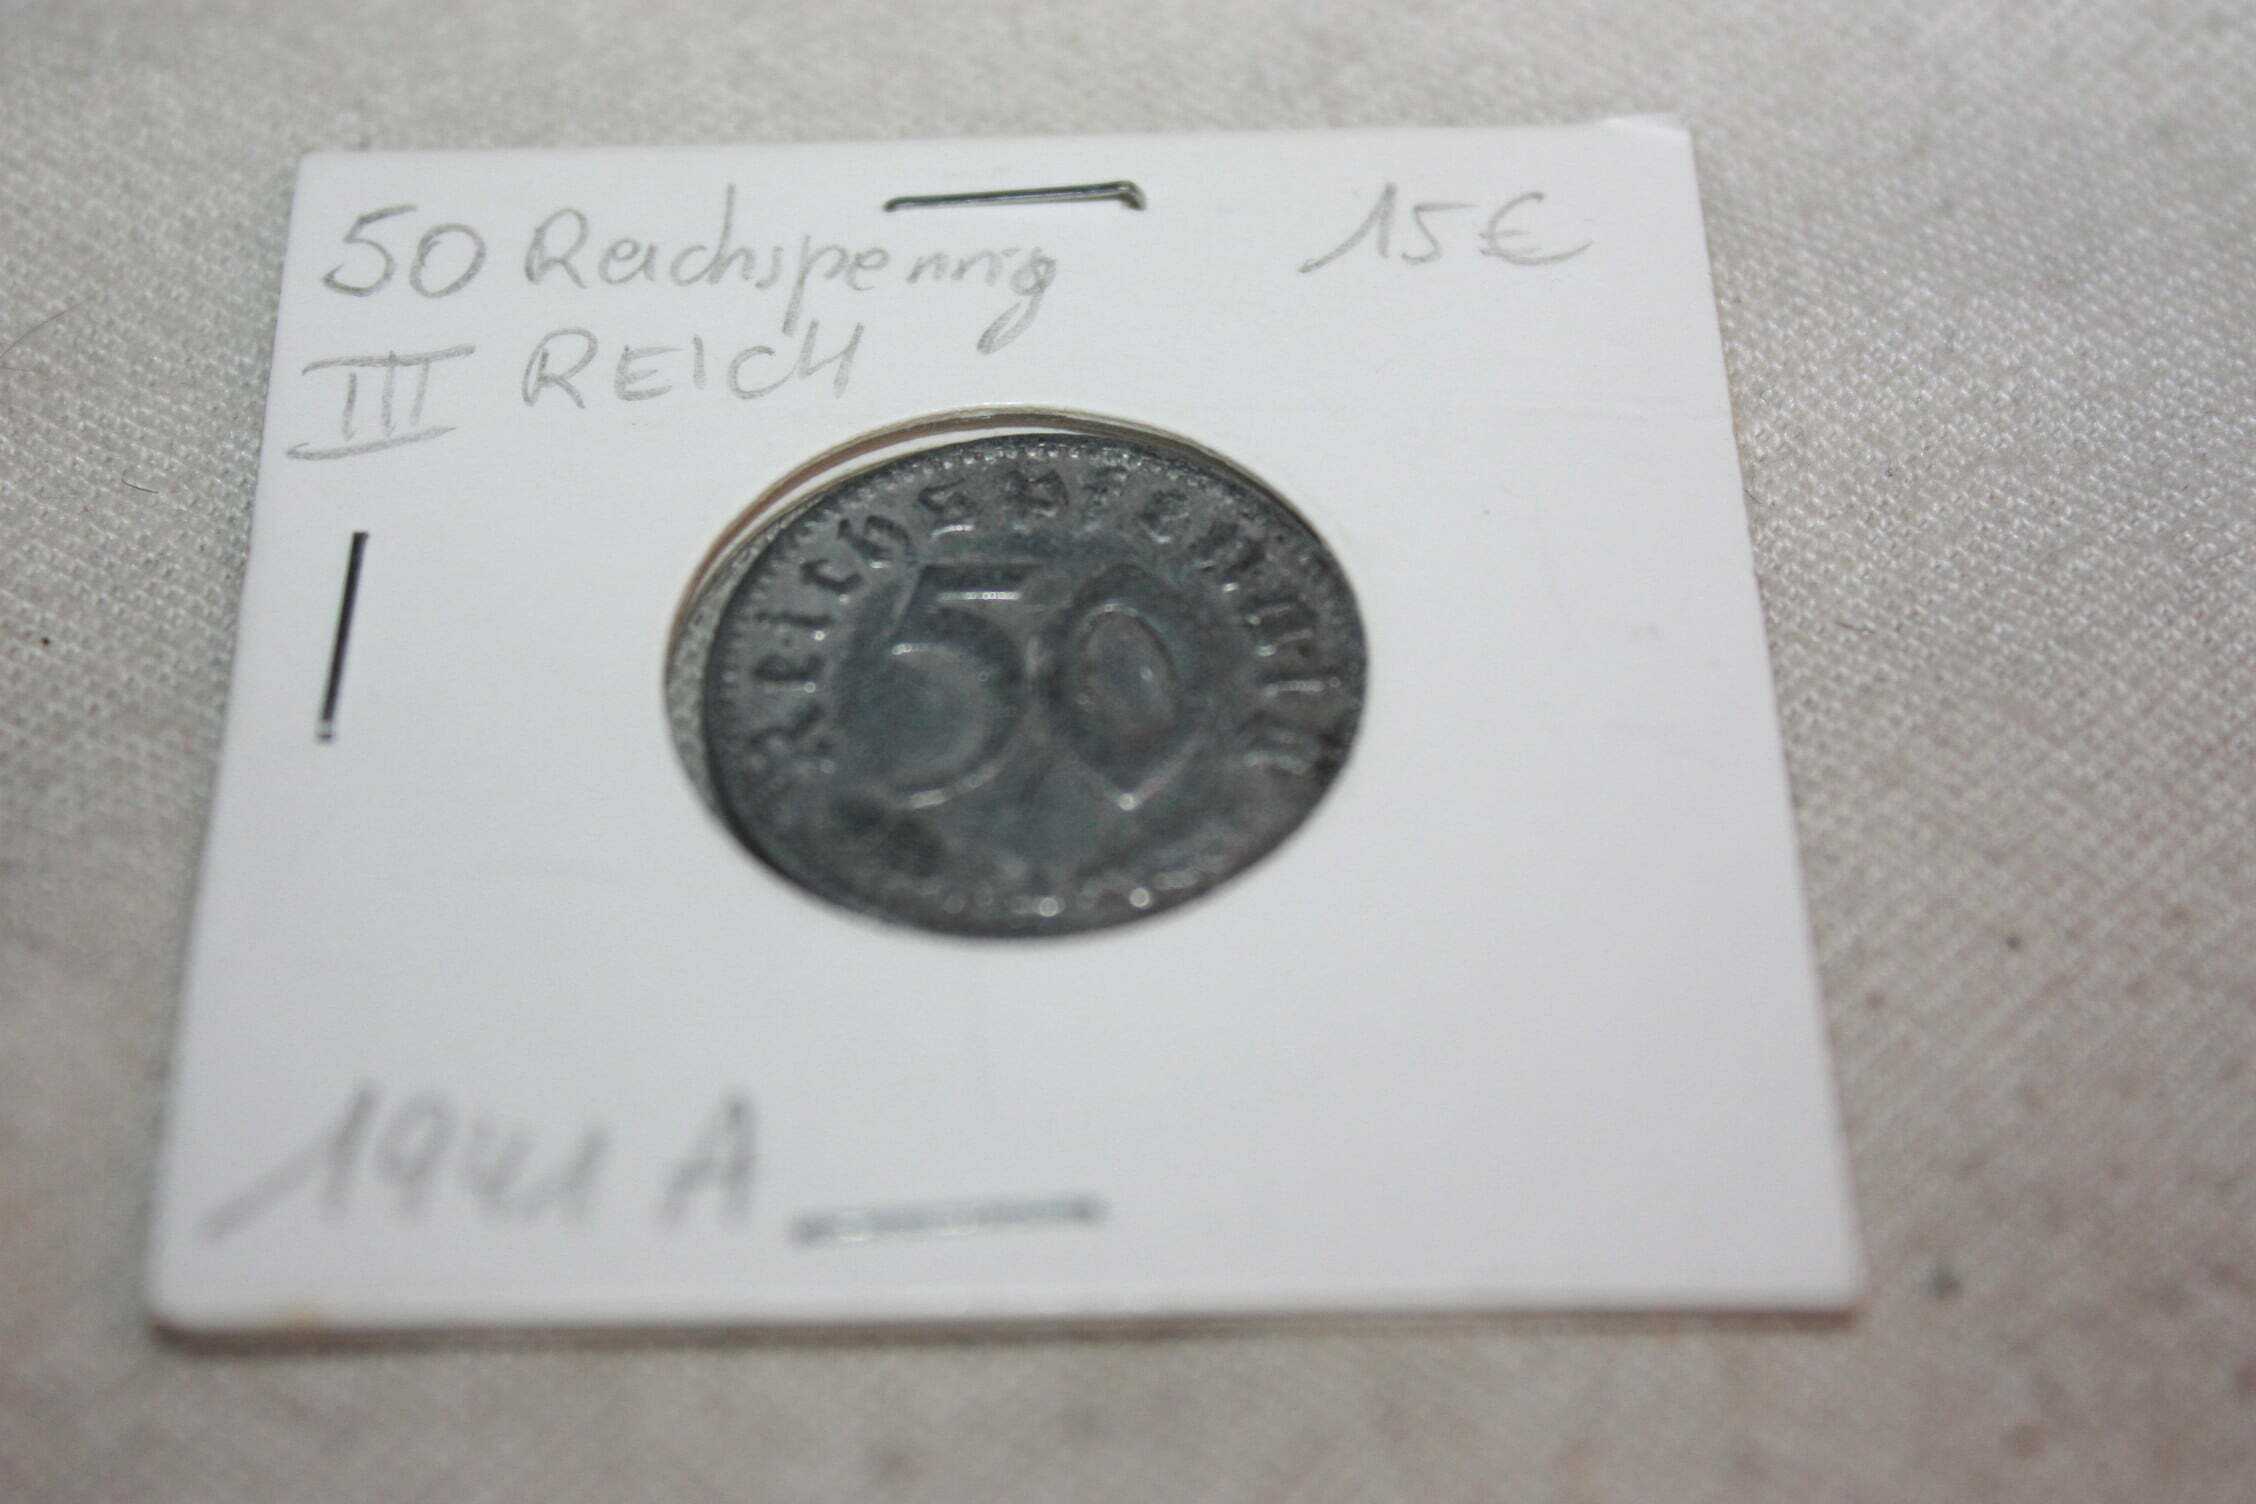 50 Reichspennig
15€
III REICH
Reichspfennig
50
1941 A